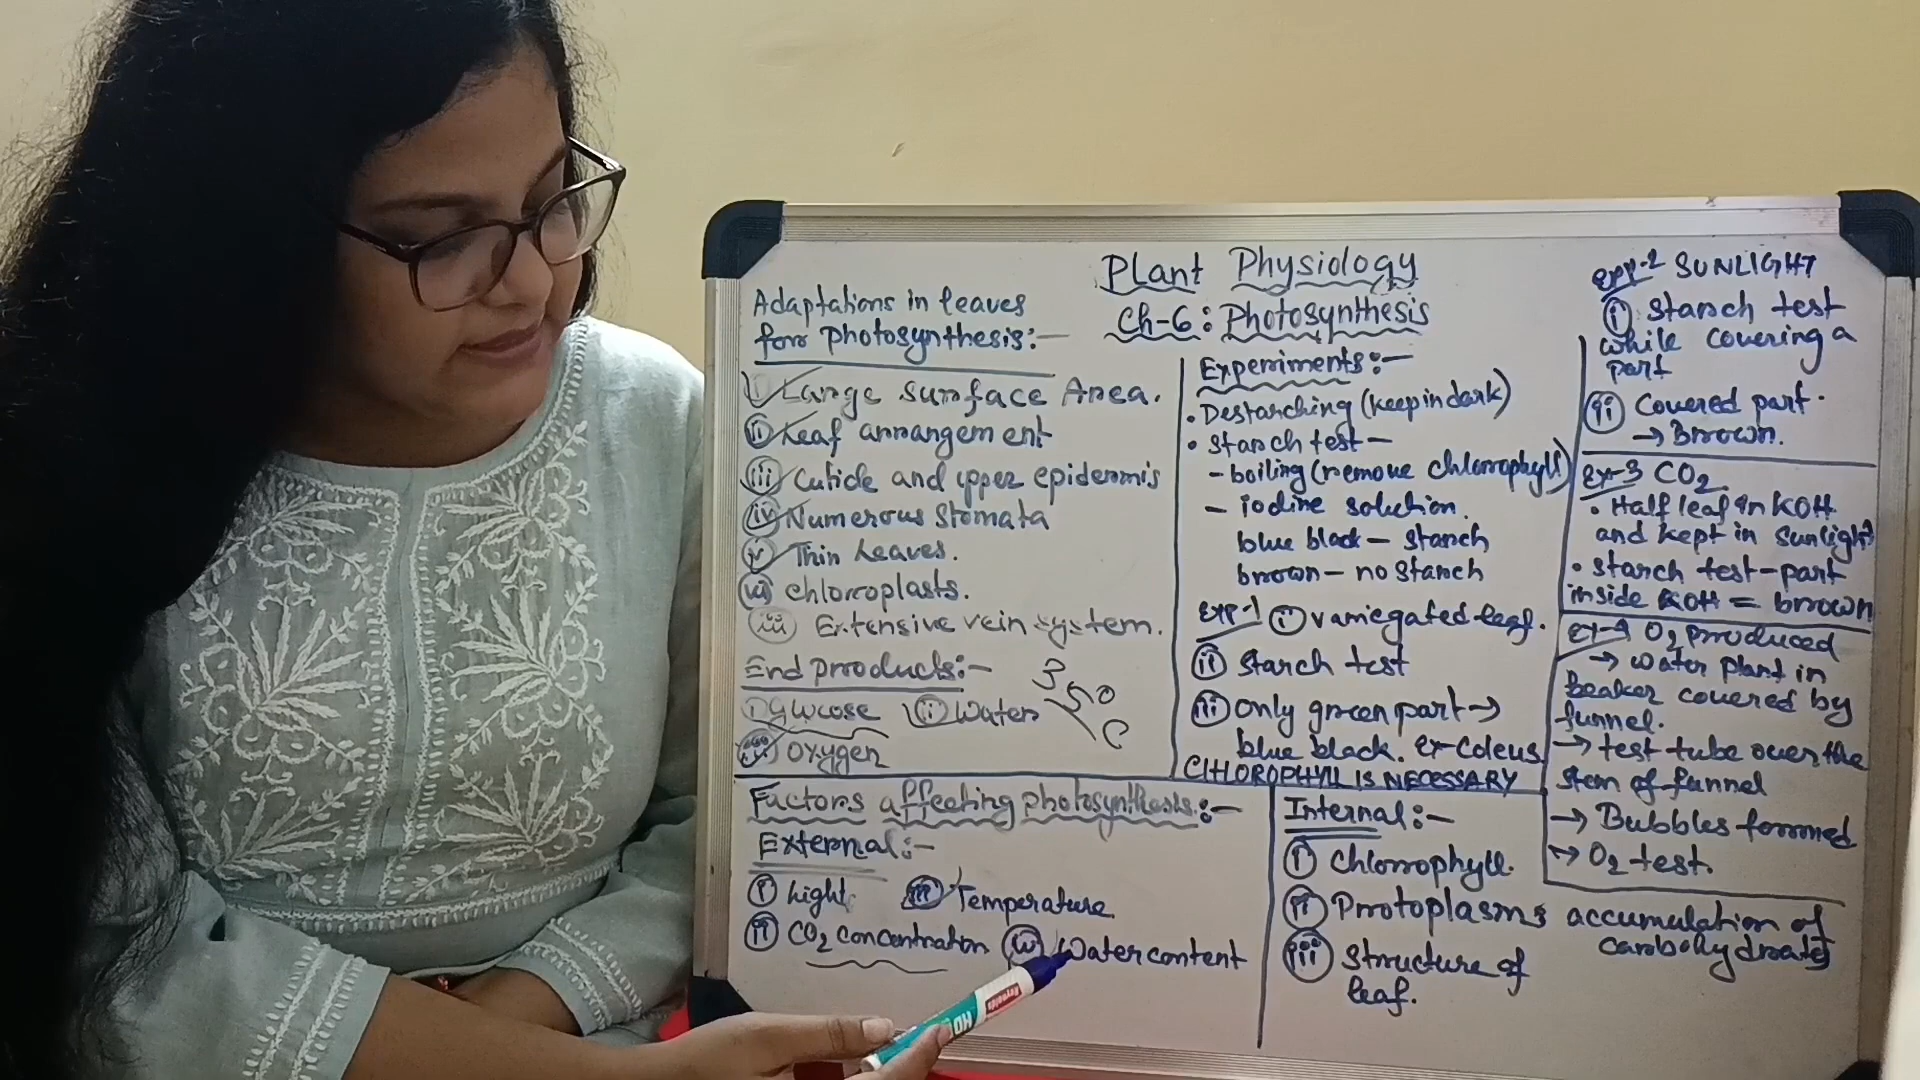 Plant Physiology
Ch-6: Photosynthesis
Adaptations in leaves
for photosynthesis:-
i Large Surface Area.
ii Leaf arrangement
iii Cuticle and upper epidermis
iv Numerous Stomata
v Thin Leaves.
vi chloroplasts.
Extensive vein system.
End products:-
i Glucose ii Water
iii Oxygen
35°C
Experiments:-
• Destarching (keep in dark)
• Starch test-
- boiling (remove chlorophyll)
- iodine solution.
blue black - starch
brown - no starch
Exp-1 i variegated leaf.
ii Starch test
iii Only green part →
blue black. ex-Coleus
CHLOROPHYLL IS NECESSARY
Exp-2 SUNLIGHT
i Starch test
while covering a
part
ii Covered part.
→ Brown.
Ex-3 CO2
• Half leaf in KOH
and kept in sunlight
• Starch test-part
inside KOH = brown
Ex-4 O2 produced
→ water plant in
beaker covered by
funnel.
→ test tube over the
stem of funnel
→ Bubbles formed
→ O2 test.
Factors affecting photosynthesis:-
External:-
i Light iii Temperature
ii CO2 concentration iv Water content
Internal:-
i Chlorophyll.
ii Protoplasm; accumulation of
carbohydrates
iii Structure of
leaf.
Reynolds